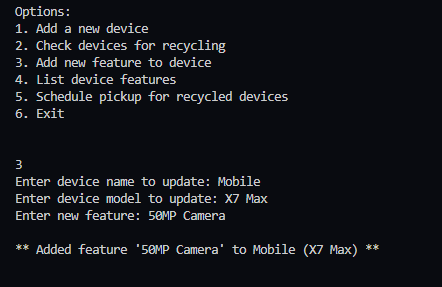 Options:
1. Add a new device
2. Check devices for recycling
3. Add new feature to device
4. List device features
5. Schedule pickup for recycled devices
6. Exit
3
Enter device name to update: Mobile
Enter device model to update: X7 Max
Enter new feature: 50MP Camera
** Added feature '50MP Camera' to Mobile (X7 Max) **